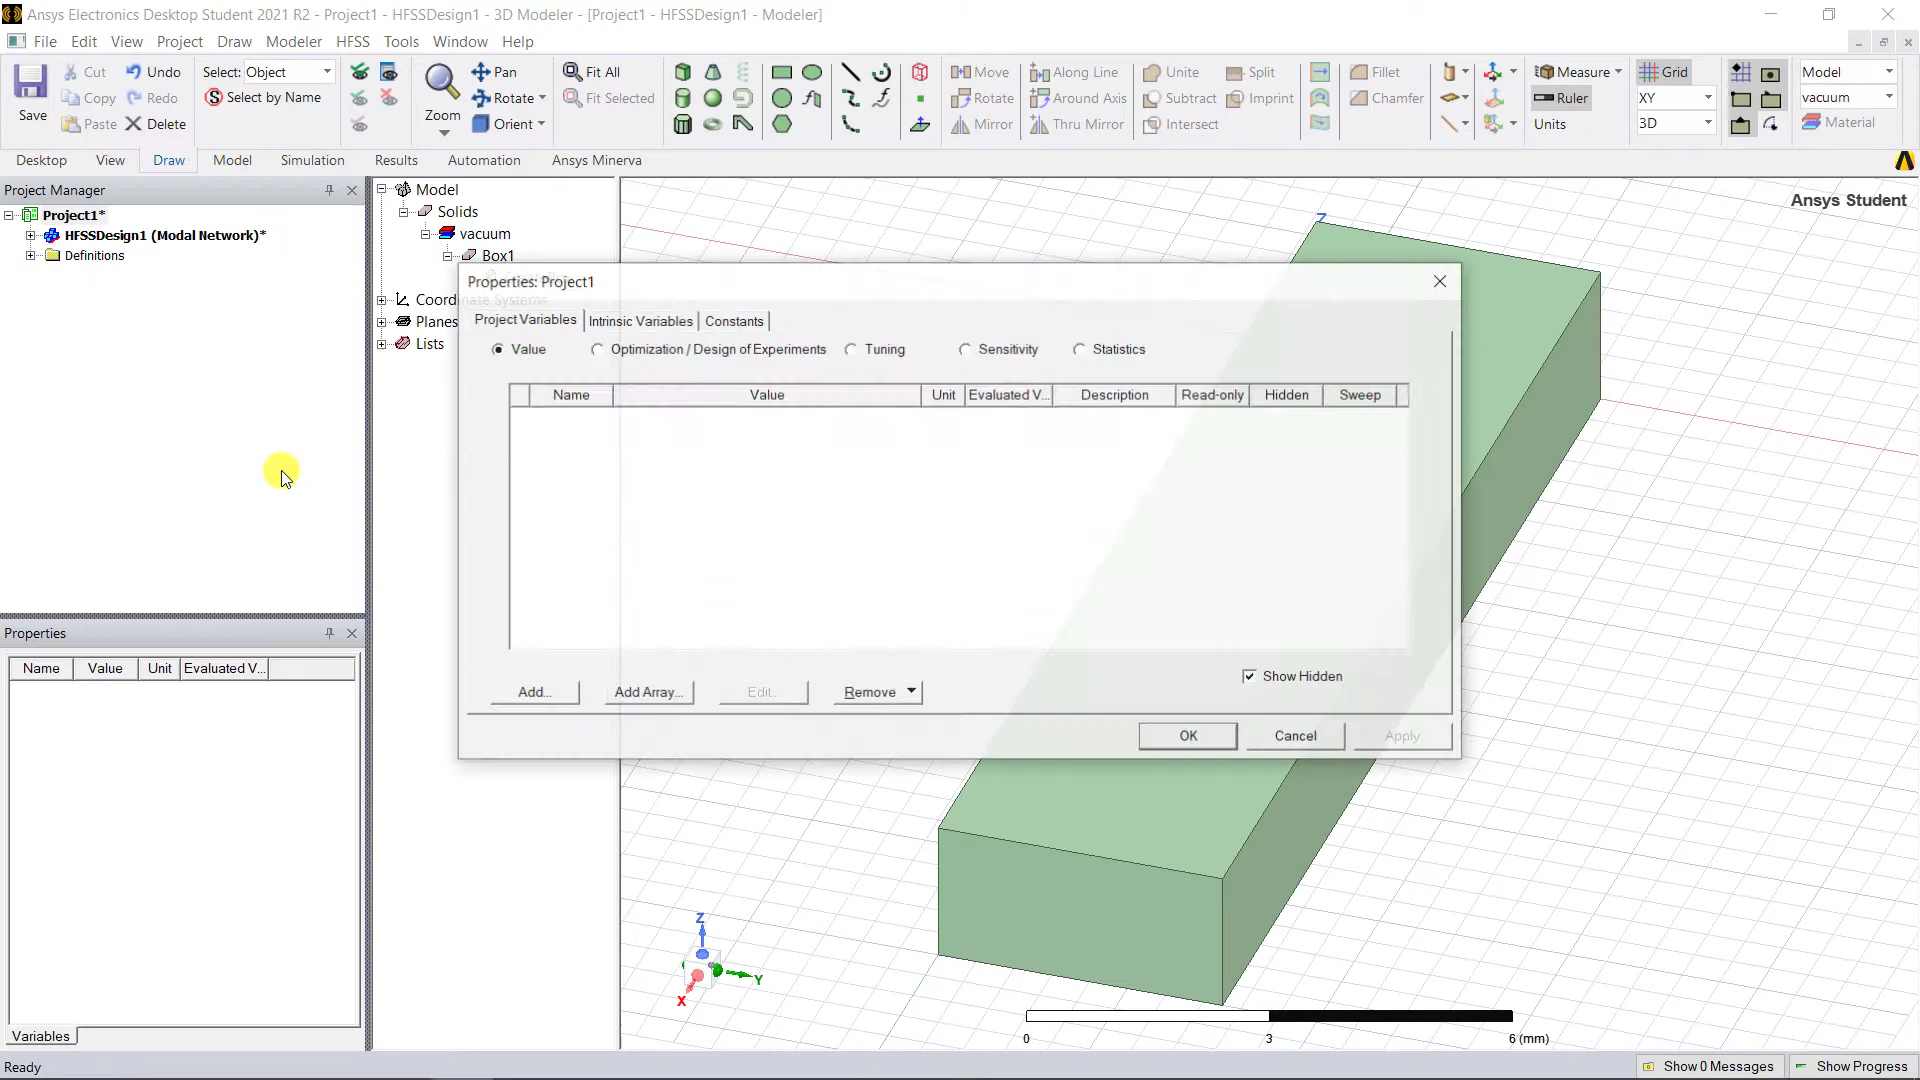 Ansys Electronics Desktop Student 2021 R2 - Project1 - HFSSDesign1 - 3D Modeler - [Project1 - HFSSDesign1 - Modeler]
File Edit View Project Draw Modeler HFSS Tools Window Help
Save
Cut Undo
Copy Redo
Paste Delete
Select: Object
Select by Name
Zoom
Pan
Rotate
Orient
Fit All
Fit Selected
Move Along Line
Rotate Around Axis
Mirror Thru Mirror
Unite Split
Subtract Imprint
Intersect
Fillet
Chamfer
Measure Grid
Ruler XY
Units 3D
Model
vacuum
Material
Desktop View Draw Model Simulation Results Automation Ansys Minerva
Project Manager
Project1*
HFSSDesign1 (Modal Network)*
Definitions
Model
Solids
vacuum
Box1
Coordinate Systems
Planes
Lists
Ansys Student
Z
Properties: Project1
Project Variables Intrinsic Variables Constants
Value Optimization / Design of Experiments Tuning Sensitivity Statistics
Name Value Unit Evaluated V... Description Read-only Hidden Sweep
Show Hidden
Add... Add Array... Edit.. Remove
OK Cancel Apply
Properties
Name Value Unit Evaluated V...
Variables
Z
Y
X
0 3 6 (mm)
Ready
Show 0 Messages Show Progress